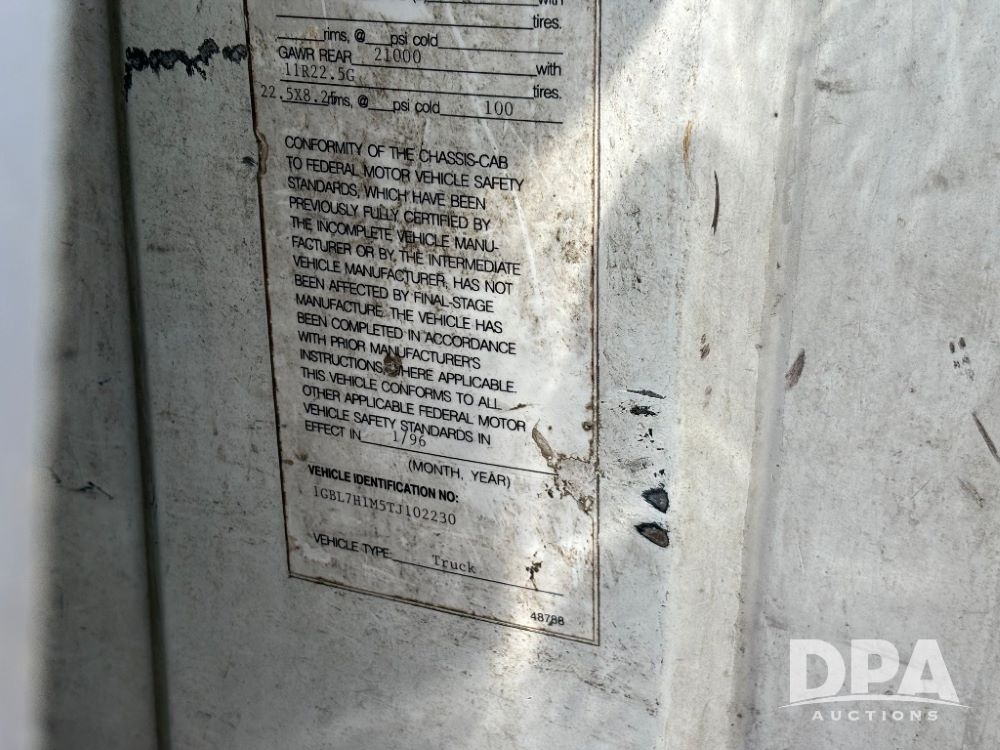 with
tires.
rims, @ psi cold
GAWR REAR 21000 with
11R22.5G tires.
22.5X8.2 rims, @ psi cold 100
CONFORMITY OF THE CHASSIS-CAB
TO FEDERAL MOTOR VEHICLE SAFETY
STANDARDS, WHICH HAVE BEEN
PREVIOUSLY FULLY CERTIFIED BY
THE INCOMPLETE VEHICLE MANU-
FACTURER OR BY THE INTERMEDIATE
VEHICLE MANUFACTURER, HAS NOT
BEEN AFFECTED BY FINAL-STAGE
MANUFACTURE. THE VEHICLE HAS
BEEN COMPLETED IN ACCORDANCE
WITH PRIOR MANUFACTURER'S
INSTRUCTIONS WHERE APPLICABLE.
THIS VEHICLE CONFORMS TO ALL
OTHER APPLICABLE FEDERAL MOTOR
VEHICLE SAFETY STANDARDS IN
EFFECT IN 1/96
(MONTH, YEAR)
VEHICLE IDENTIFICATION NO:
1GBL7H1M5TJ102230
VEHICLE TYPE Truck
48788
DPA
AUCTIONS